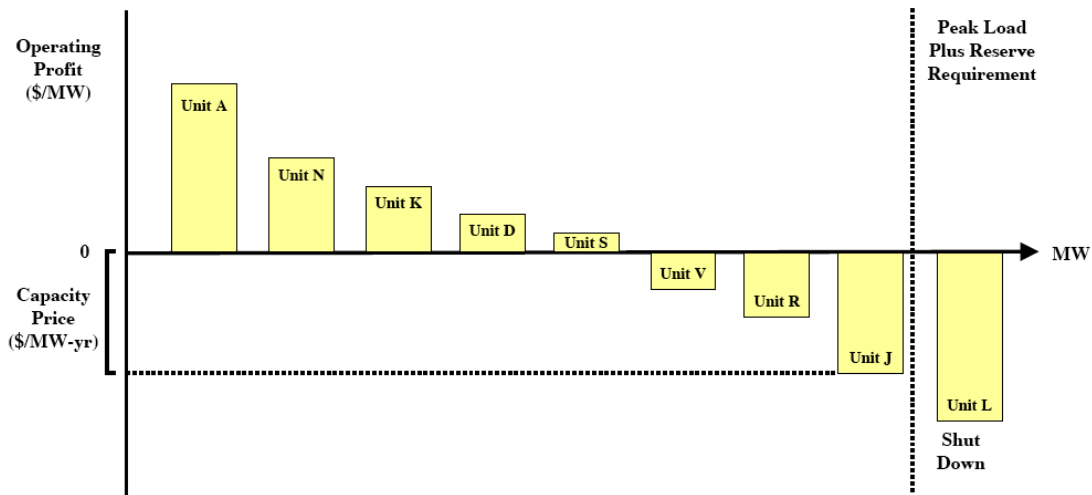 Operating
Profit
($/MW)
Peak Load
Plus Reserve
Requirement
Unit A
Unit N
Unit K
Unit D
Unit S
0
MW
Unit V
Capacity
Price
($/MW-yr)
Unit R
Unit J
Unit L
Shut
Down